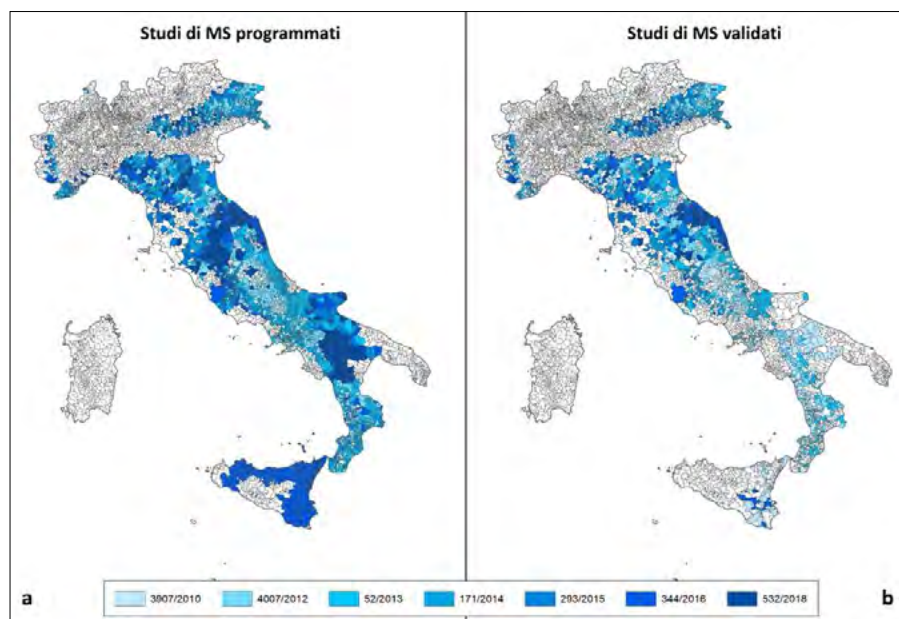 Studi di MS programmati
Studi di MS validati
a
3907/2010
4007/2012
52/2013
171/2014
293/2015
344/2016
532/2018
b